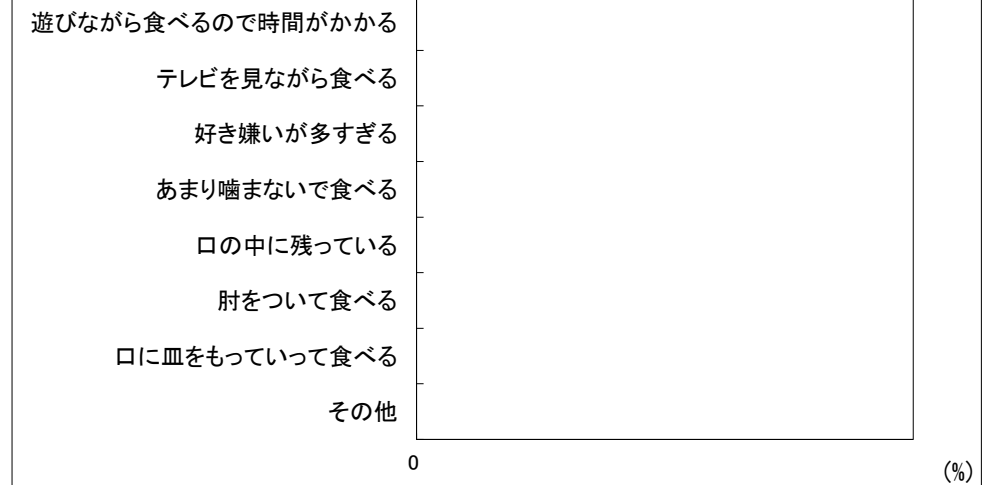 遊びながら食べるので時間がかかる
テレビを見ながら食べる
好き嫌いが多すぎる
あまり噛まないで食べる
口の中に残っている
肘をついて食べる
口に皿をもっていって食べる
その他
0
(%)